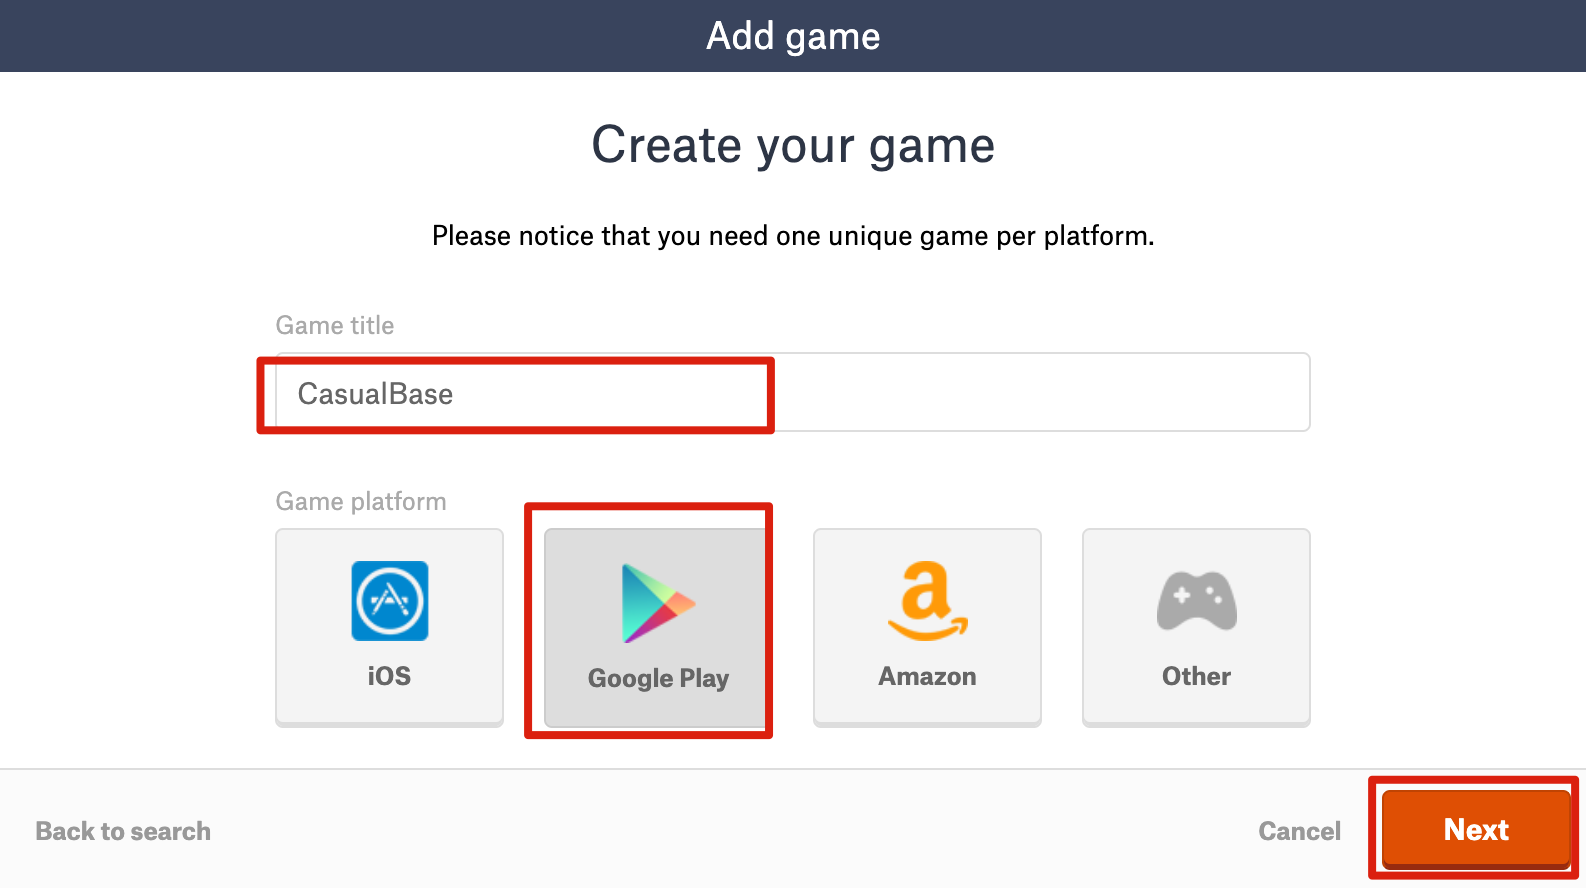 Add game
Create your game
Please notice that you need one unique game per platform.
Game title
CasualBase
Game platform
iOS
Google Play
Amazon
Other
Back to search
Cancel
Next